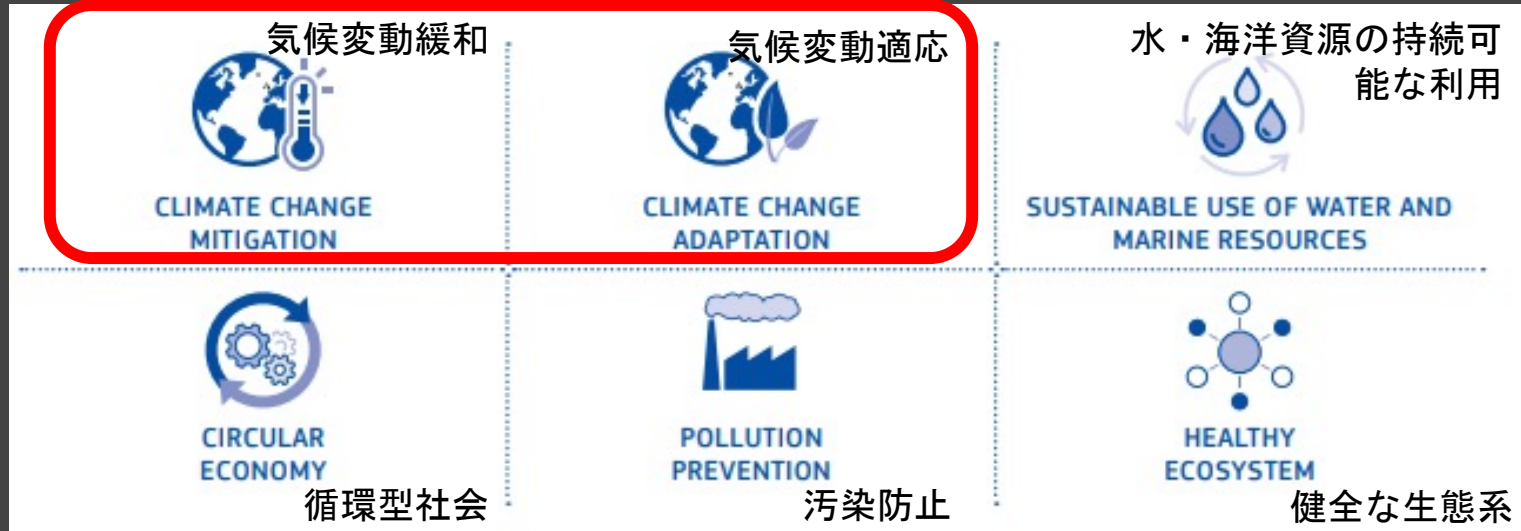 気候変動緩和
CLIMATE CHANGE
MITIGATION
気候変動適応
CLIMATE CHANGE
ADAPTATION
水・海洋資源の持続可
能な利用
SUSTAINABLE USE OF WATER AND
MARINE RESOURCES
CIRCULAR
ECONOMY
循環型社会
POLLUTION
PREVENTION
汚染防止
HEALTHY
ECOSYSTEM
健全な生態系